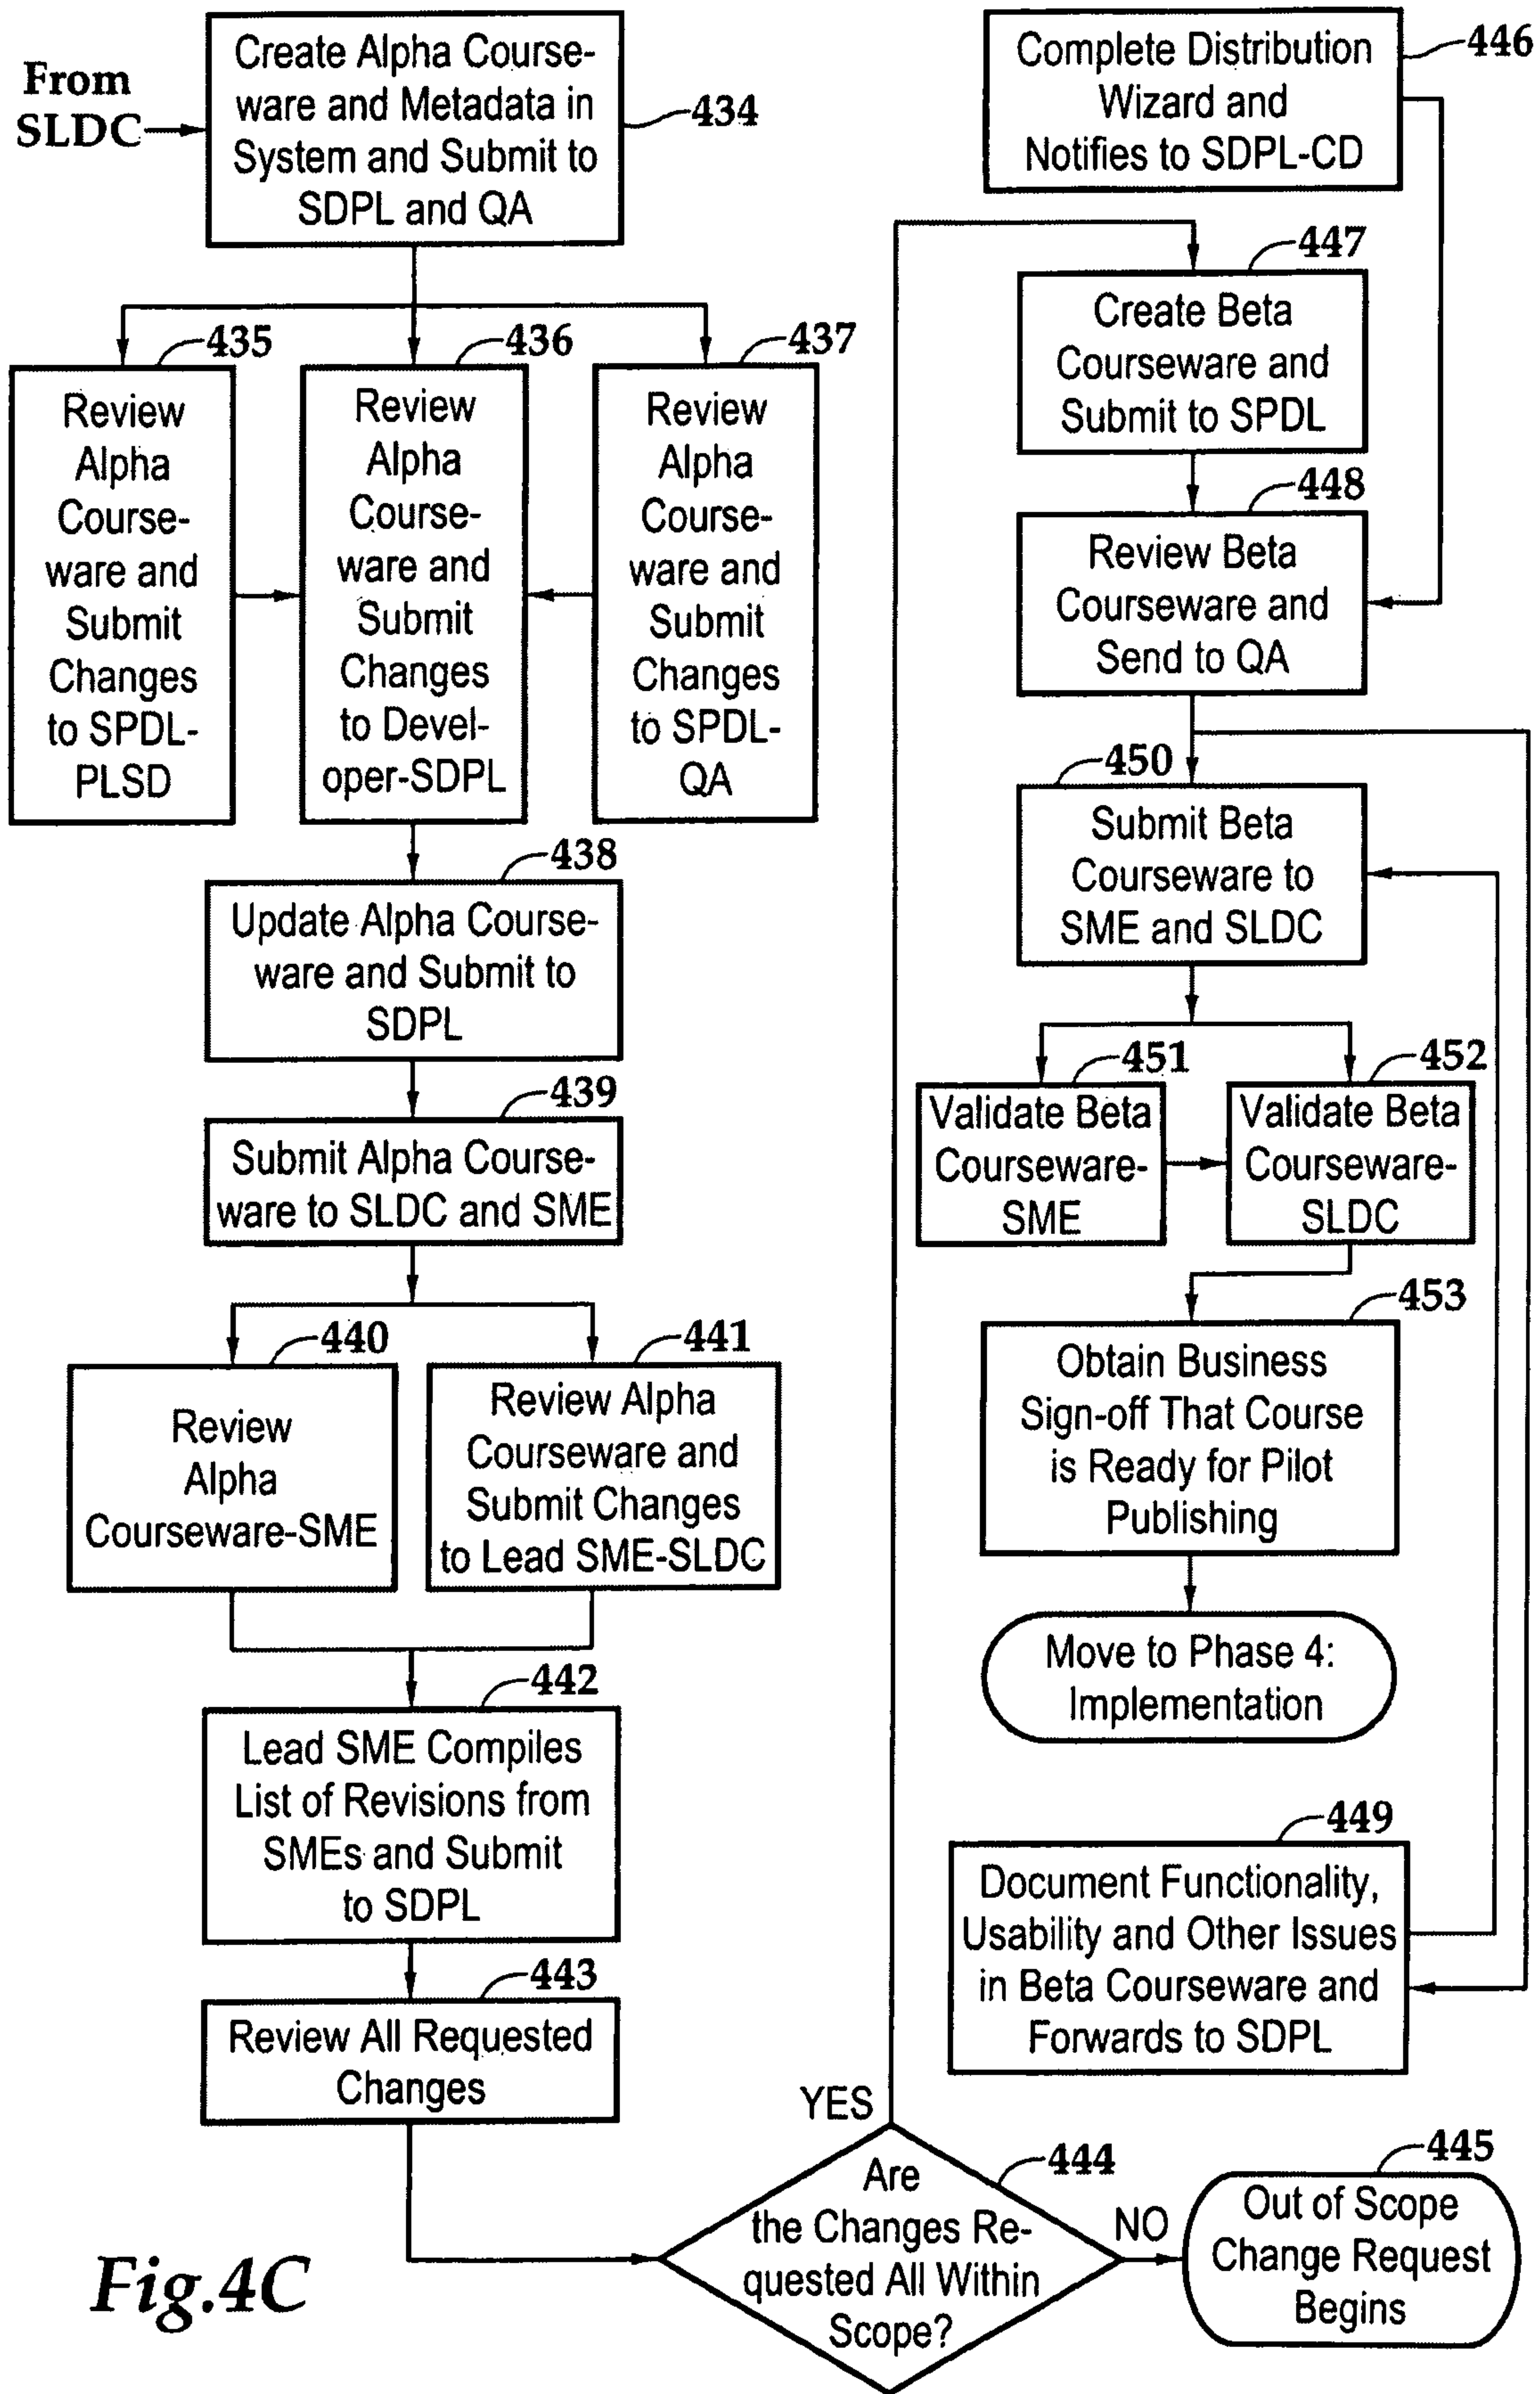 From
SLDC
Create Alpha Course-
ware and Metadata in
System and Submit to
SDPL and QA
434
435
Review
Alpha
Course-
ware and
Submit
Changes
to SPDL-
PLSD
436
Review
Alpha
Course-
ware and
Submit
Changes
to Devel-
oper-SDPL
437
Review
Alpha
Course-
ware and
Submit
Changes
to SPDL-
QA
438
Update Alpha Course-
ware and Submit to
SDPL
439
Submit Alpha Course-
ware to SLDC and SME
440
Review
Alpha
Courseware-SME
441
Review Alpha
Courseware and
Submit Changes
to Lead SME-SLDC
442
Lead SME Compiles
List of Revisions from
SMEs and Submit
to SDPL
443
Review All Requested
Changes
YES
444
Are
the Changes Re-
quested All Within
Scope?
NO
445
Out of Scope
Change Request
Begins
446
Complete Distribution
Wizard and
Notifies to SDPL-CD
447
Create Beta
Courseware and
Submit to SPDL
448
Review Beta
Courseware and
Send to QA
450
Submit Beta
Courseware to
SME and SLDC
451
Validate Beta
Courseware-
SME
452
Validate Beta
Courseware-
SLDC
453
Obtain Business
Sign-off That Course
is Ready for Pilot
Publishing
Move to Phase 4:
Implementation
449
Document Functionality,
Usability and Other Issues
in Beta Courseware and
Forwards to SDPL
Fig.4C